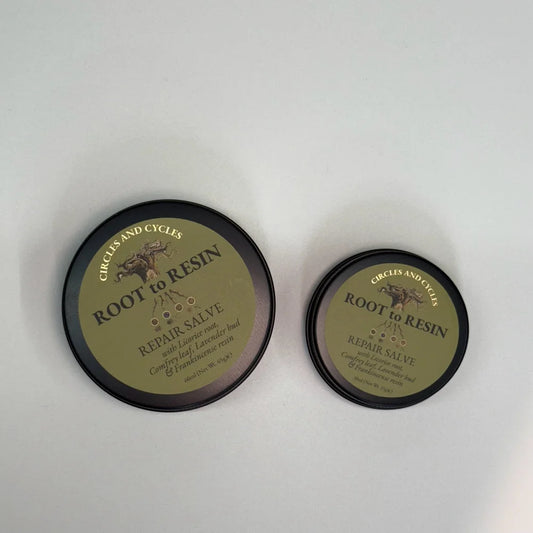 CIRCLES AND CYCLES
ROOT to RESIN
REPAIR SALVE
with Licorice root,
Comfrey leaf, Lavender bud
& Frankincense resin
CIRCLES AND CYCLES
ROOT to RESIN
REPAIR SALVE
with Licorice root,
Comfrey leaf, Lavender bud
& Frankincense resin